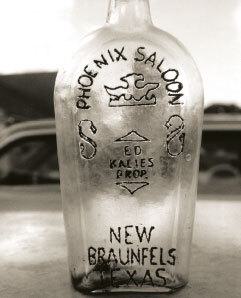 PHOENIX SALOON
ED
KALIES
PROP.
NEW
BRAUNFELS
TEXAS